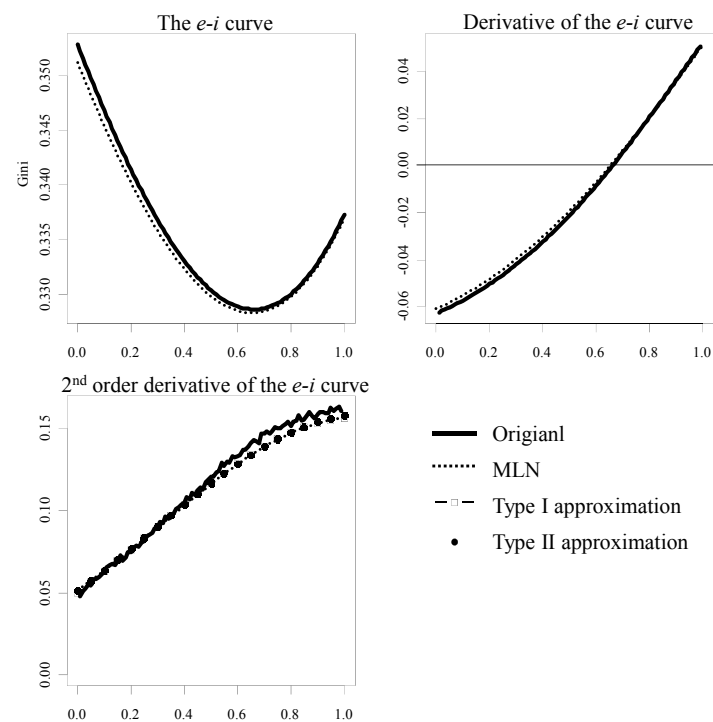 The e-i curve
Gini
0.350
0.345
0.340
0.335
0.330
0.0 0.2 0.4 0.6 0.8 1.0
Derivative of the e-i curve
0.04
0.02
0.00
-0.02
-0.04
-0.06
0.0 0.2 0.4 0.6 0.8 1.0
2nd order derivative of the e-i curve
0.15
0.10
0.05
0.00
0.0 0.2 0.4 0.6 0.8 1.0
Origianl
MLN
Type I approximation
Type II approximation